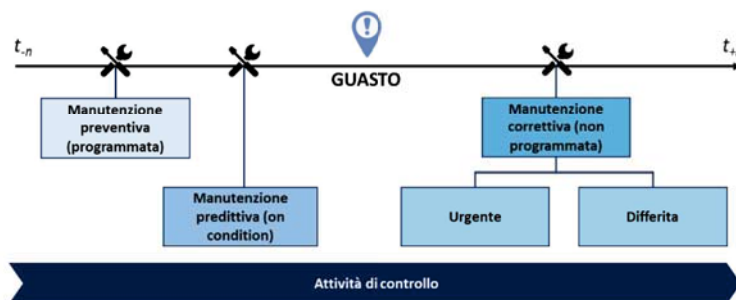 t-n
GUASTO
Manutenzione
preventiva
(programmata)
Manutenzione
predittiva (on
condition)
Manutenzione
correttiva (non
programmata)
Urgente
Differita
Attività di controllo